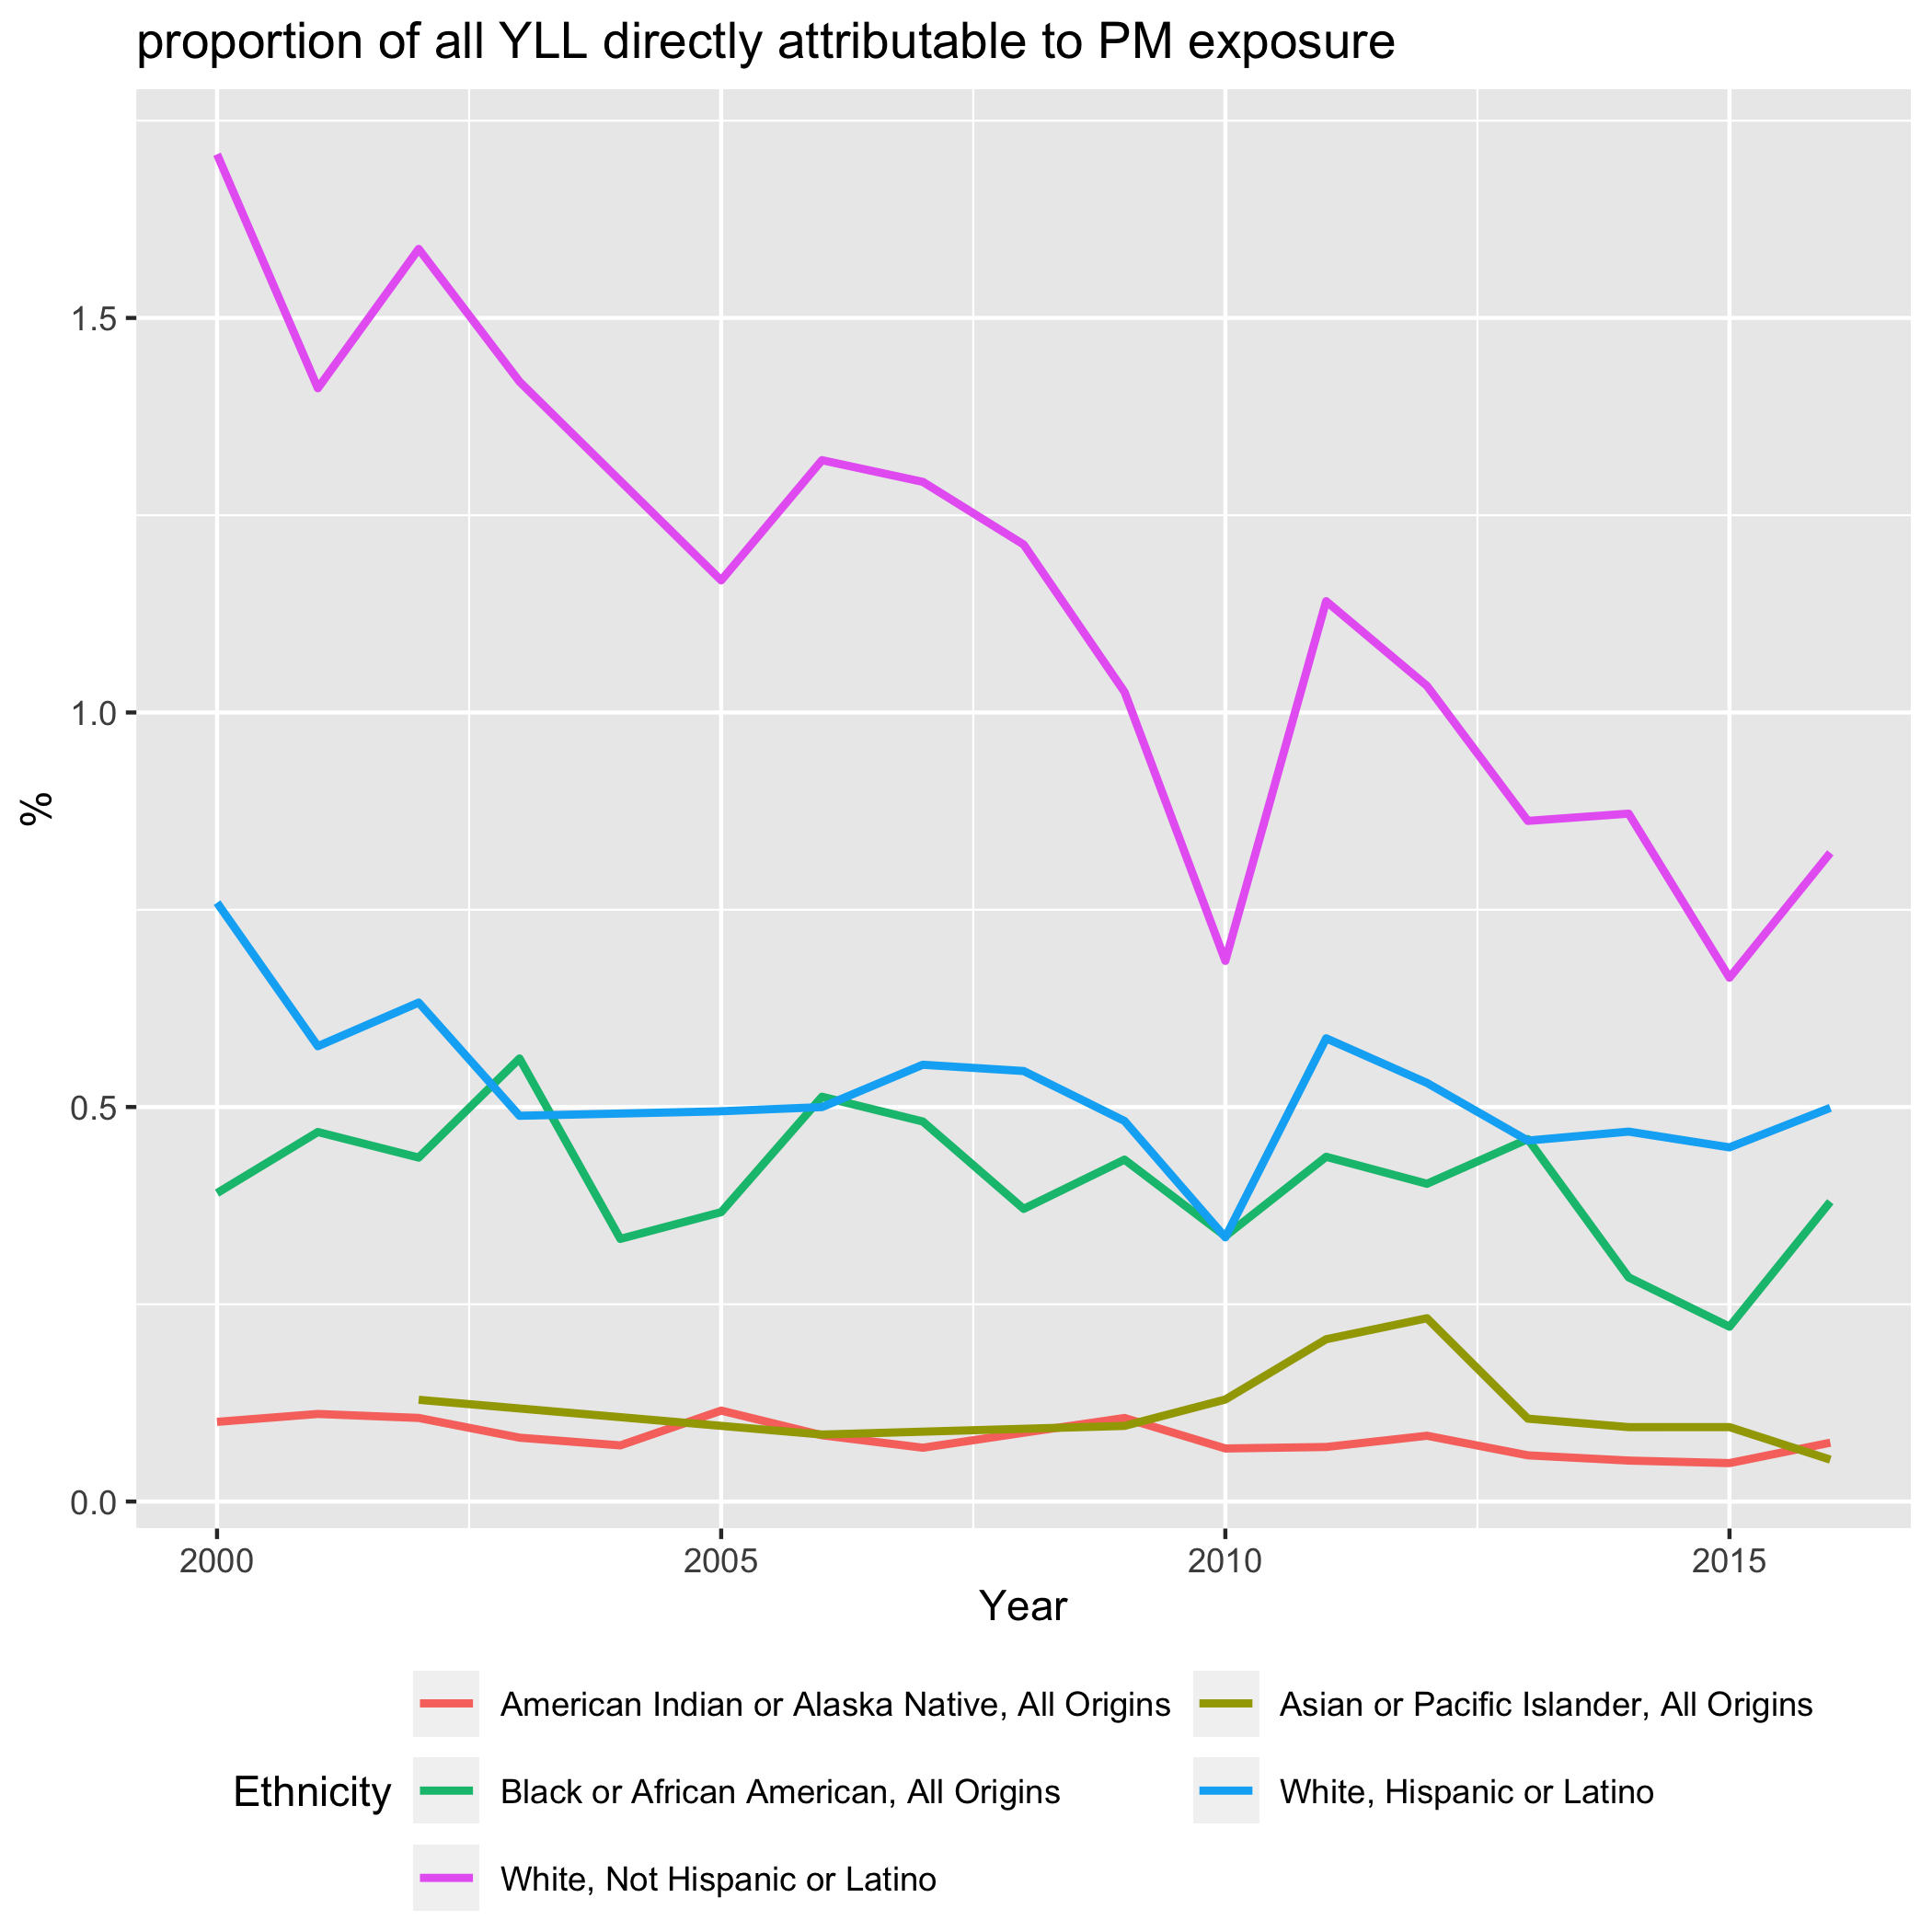 proportion of all YLL directly attributable to PM exposure
1.5
1.0
0.5
0.0
%
2000 2005 2010 2015
Year
Ethnicity
American Indian or Alaska Native, All Origins
Asian or Pacific Islander, All Origins
Black or African American, All Origins
White, Hispanic or Latino
White, Not Hispanic or Latino